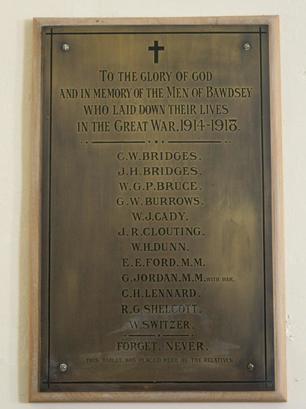 TO THE GLORY OF GOD
AND IN MEMORY OF THE MEN OF BAWDSEY
WHO LAID DOWN THEIR LIVES
IN THE GREAT WAR, 1914-1918.
C.W. BRIDGES.
J.H. BRIDGES.
W.G.P. BRUCE.
G.W. BURROWS.
W.J. CADY.
J.R. CLOUTING.
W.H. DUNN.
E.E. FORD, M.M.
G. JORDAN, M.M. WITH BAR.
C.H. LENNARD.
R.G. SHELCOTT.
W. SWITZER.
FORGET, NEVER.
THIS TABLET WAS PLACED HERE BY THE RELATIVES.